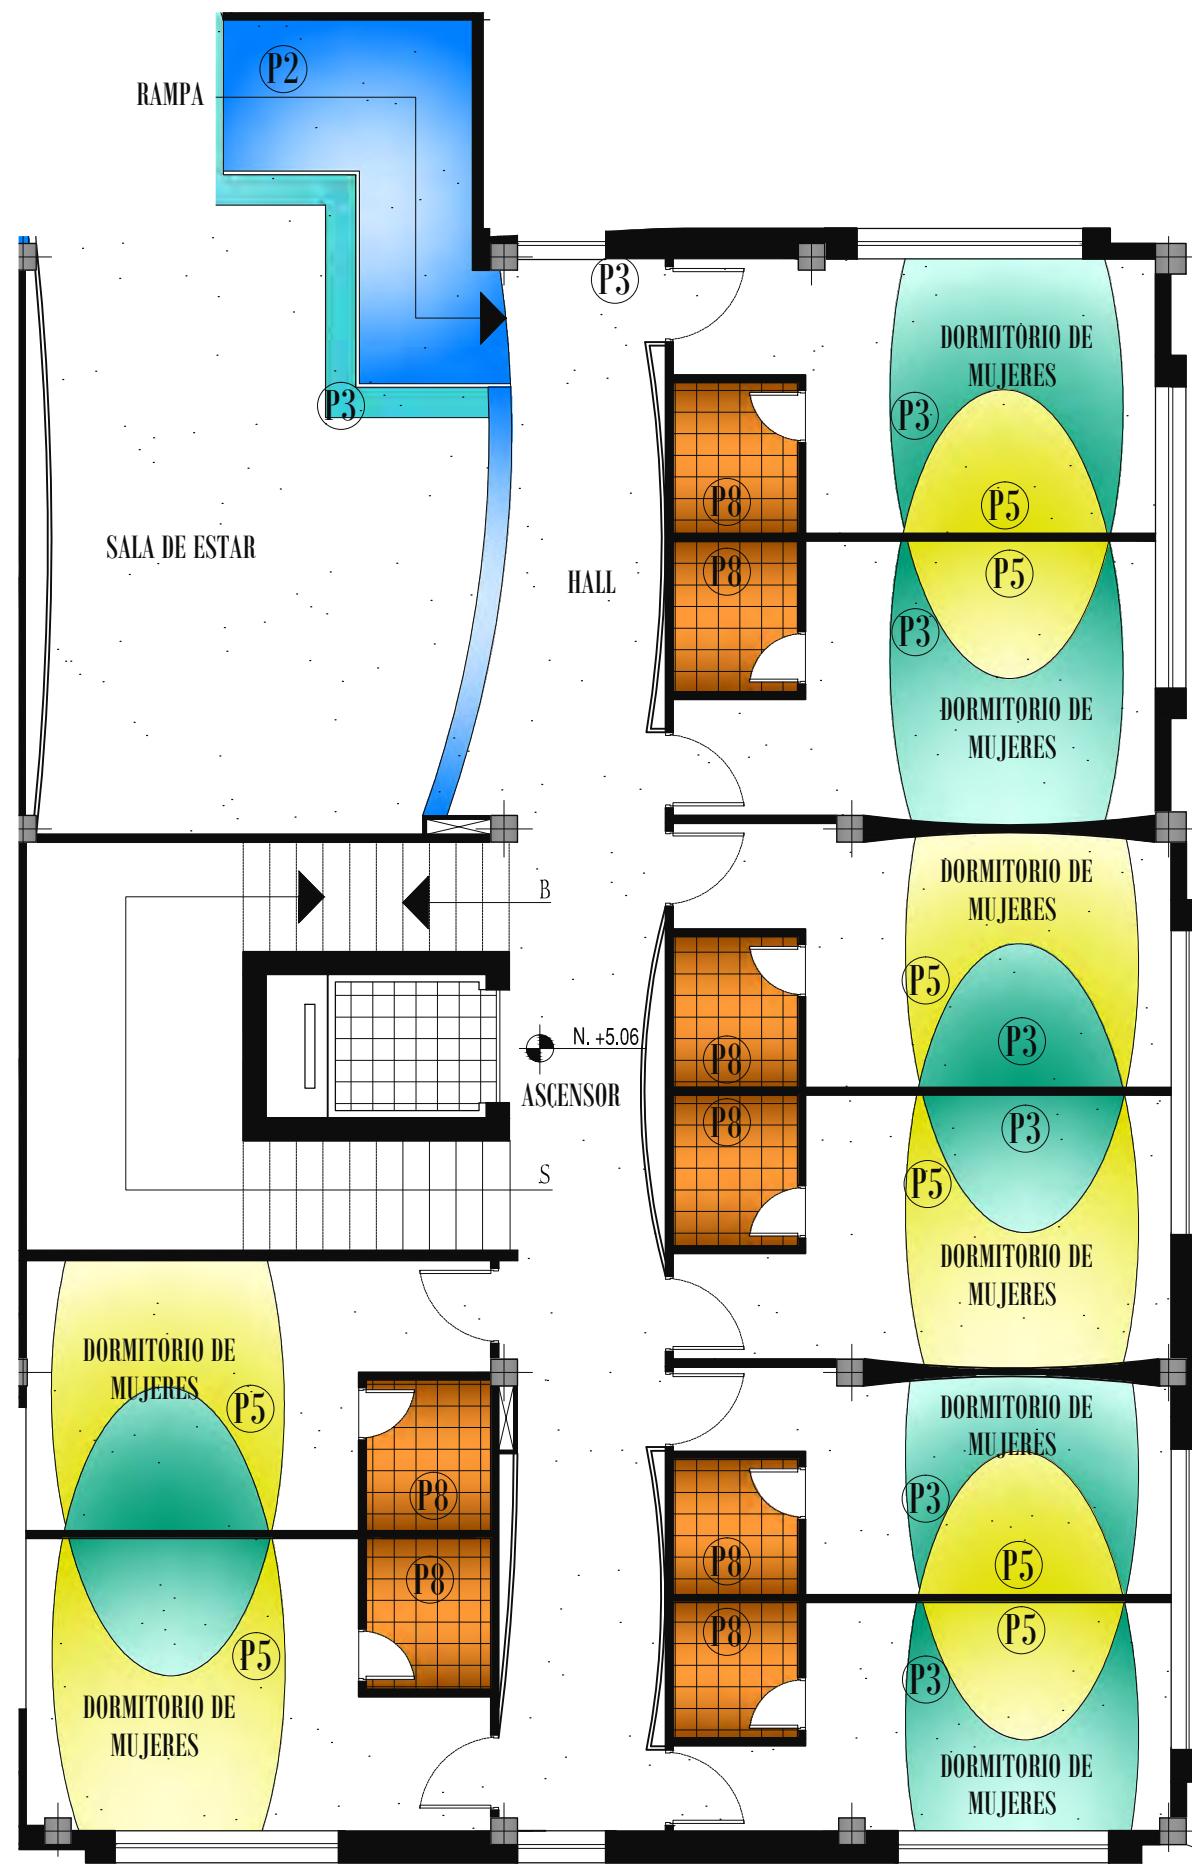 P2
RAMPA
P3
P3
SALA DE ESTAR
HALL
DORMITORIO DE
MUJERES
P3
P5
P8
P8
P5
P3
DORMITORIO DE
MUJERES
B
DORMITORIO DE
MUJERES
P5
P3
P8
N. +5.06
ASCENSOR
P8
P3
P5
S
DORMITORIO DE
MUJERES
DORMITORIO DE
MUJERES
P5
P8
P8
P5
DORMITORIO DE
MUJERES
DORMITORIO DE
MUJERES
P3
P5
P8
P8
P5
P3
DORMITORIO DE
MUJERES